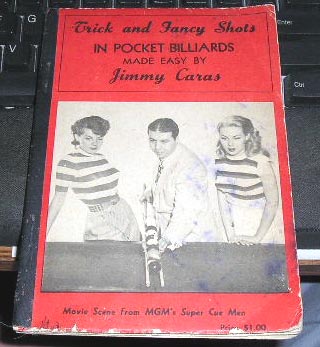 Trick and Fancy Shots
IN POCKET BILLIARDS
MADE EASY BY
Jimmy Caras
Movie Scene From MGM's Super Cue Men
Price $1.00